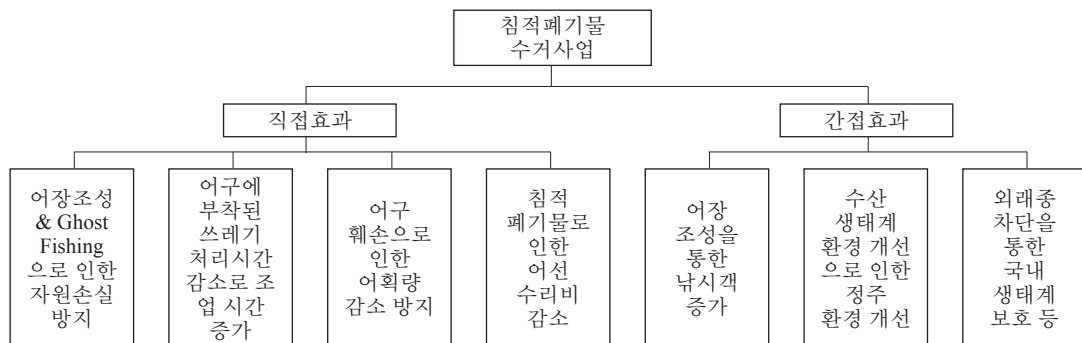 침적폐기물
수거사업
직접효과
간접효과
어장조성
& Ghost
Fishing
으로 인한
자원손실
방지
어구에
부착된
쓰레기
처리시간
감소로 조
업 시간
증가
어구
훼손으로
인한
어획량
감소 방지
침적
폐기물로
인한
어선
수리비
감소
어장
조성을
통한
낚시객
증가
수산
생태계
환경 개선
으로 인한
정주
환경 개선
외래종
차단을
통한
국내
생태계
보호 등